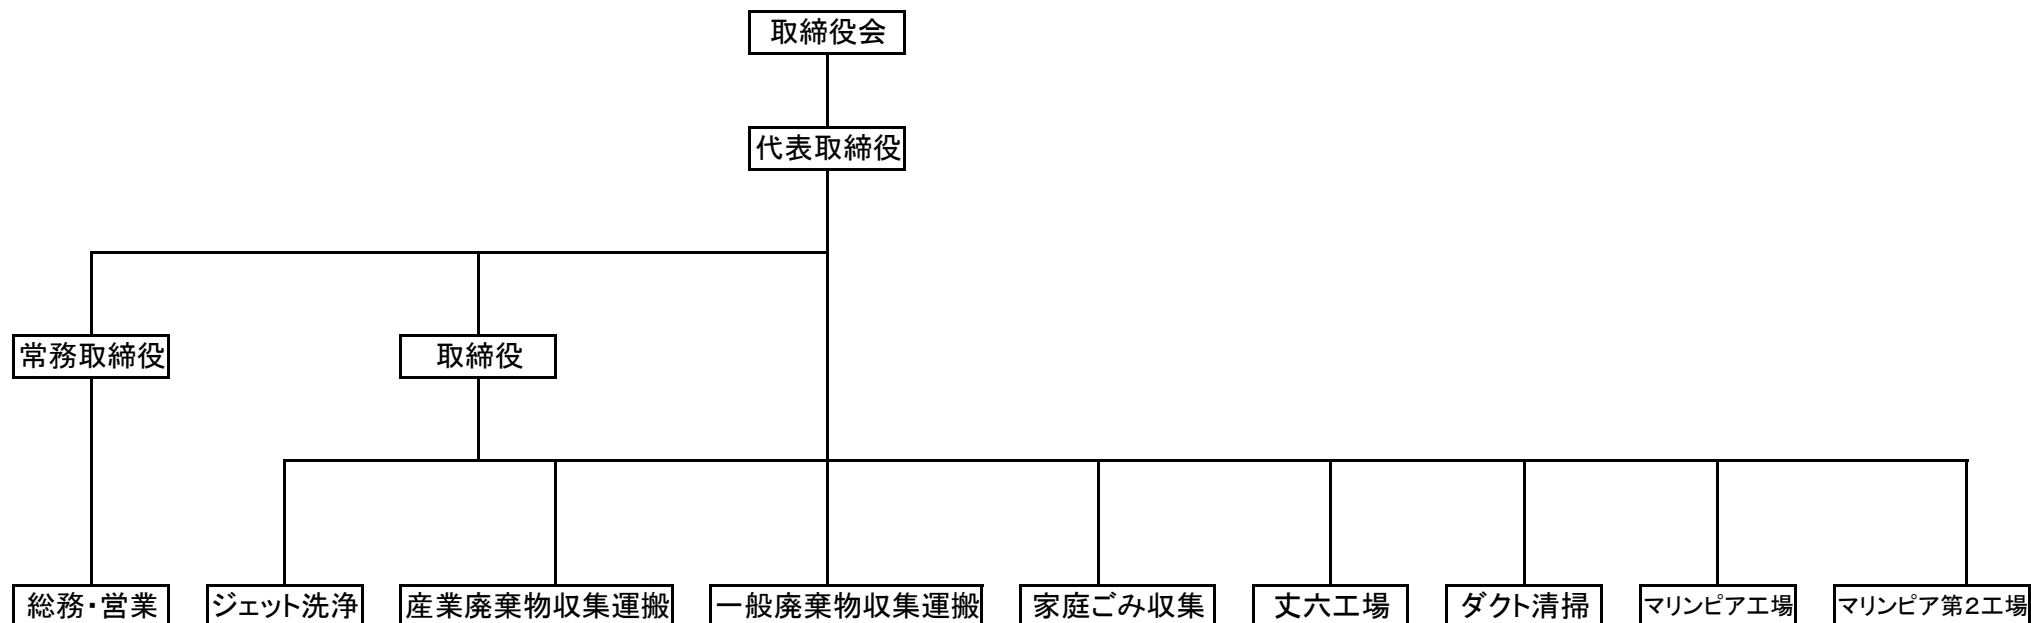 取締役会
代表取締役
常務取締役
取締役
総務・営業
ジェット洗浄
産業廃棄物収集運搬
一般廃棄物収集運搬
家庭ごみ収集
丈六工場
ダクト清掃
マリンピア工場
マリンピア第2工場